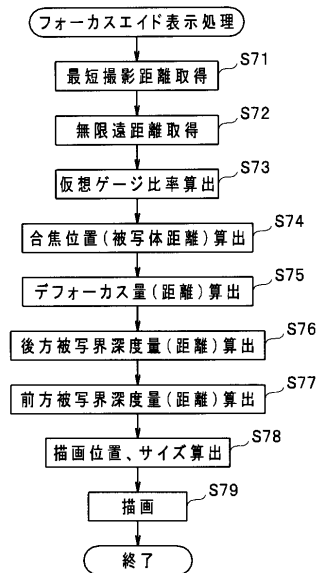 フォーカスエイド表示処理
S71
最短撮影距離取得
S72
無限遠距離取得
S73
仮想ゲージ比率算出
S74
合焦位置(被写体距離)算出
S75
デフォーカス量(距離)算出
S76
後方被写界深度量(距離)算出
S77
前方被写界深度量(距離)算出
S78
描画位置、サイズ算出
S79
描画
終了